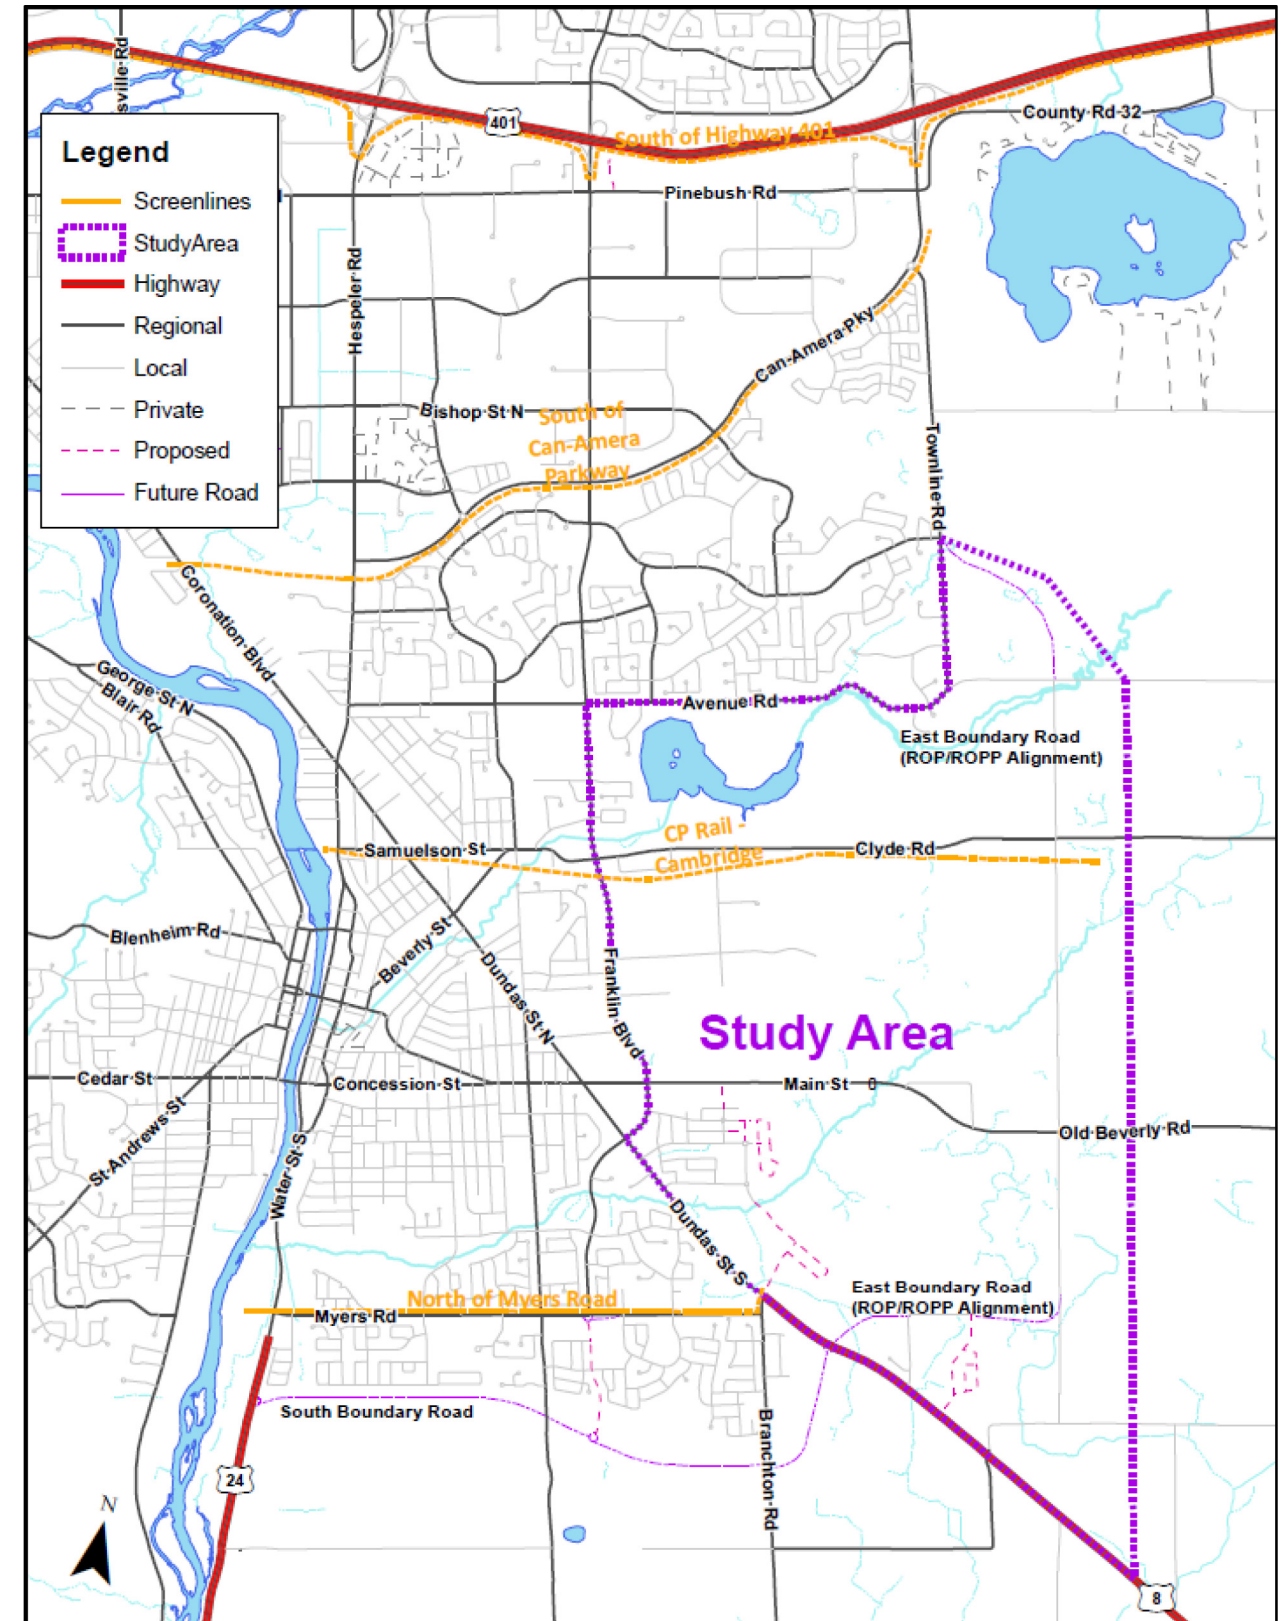 sville Rd
401
South of Highway 401
County Rd 32
Legend
Screenlines
StudyArea
Highway
Regional
Local
Private
Proposed
Future Road
Pinebush Rd
Hespeler Rd
Can-Amera Pky
Bishop St N
South of
Can-Amera
Parkway
Townline Rd
Coronation Blvd
George St N
Blair Rd
Avenue Rd
East Boundary Road
(ROP/ROPP Alignment)
CP Rail -
Cambridge
Samuelson St
Clyde Rd
Blenheim Rd
Beverly St
Dundas St N
Franklin Blvd
Study Area
Cedar St
Concession St
Main St
Old Beverly Rd
St Andrews St
Water St S
Dundas St S
East Boundary Road
(ROP/ROPP Alignment)
North of Myers Road
Myers Rd
South Boundary Road
Branchton Rd
24
N
8